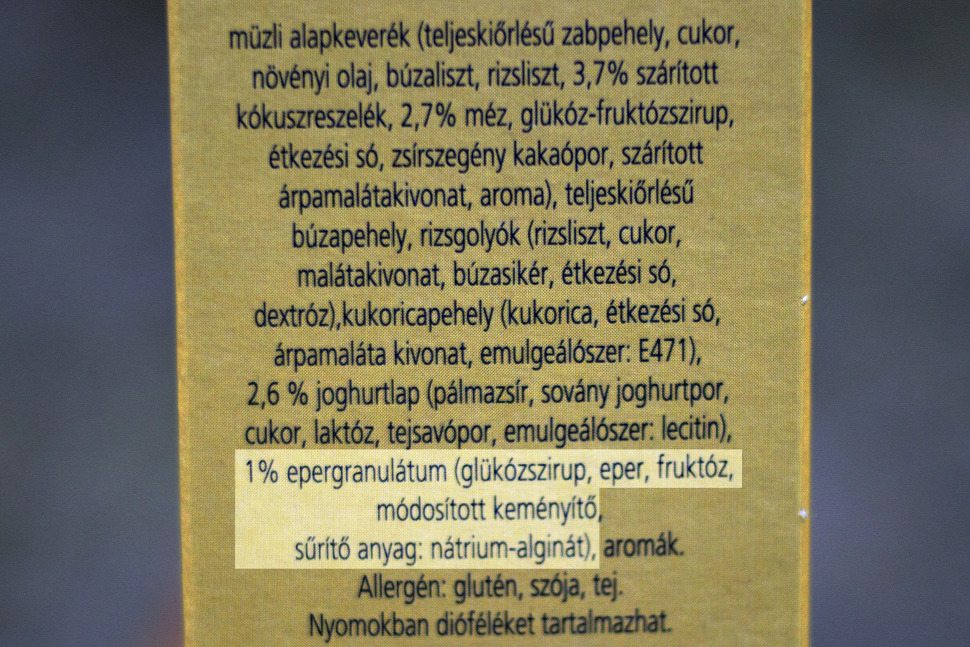 müzli alapkeverék (teljeskiőrlésű zabpehely, cukor,
növényi olaj, búzaliszt, rizsliszt, 3,7% szárított
kókuszreszelék, 2,7% méz, glükóz-fruktózszirup,
étkezési só, zsírszegény kakaópor, szárított
árpamalátakivonat, aroma), teljeskiőrlésű
búzapehely, rizsgolyók (rizsliszt, cukor,
malátakivonat, búzasikér, étkezési só,
dextróz),kukoricapehely (kukorica, étkezési só,
árpamaláta kivonat, emulgeálószer: E471),
2,6 % joghurtlap (pálmazsír, sovány joghurtpor,
cukor, laktóz, tejsavópor, emulgeálószer: lecitin),
1% epergranulátum (glükózszirup, eper, fruktóz,
módosított keményítő,
sűrítő anyag: nátrium-alginát), aromák.
Allergén: glutén, szója, tej.
Nyomokban dióféléket tartalmazhat.